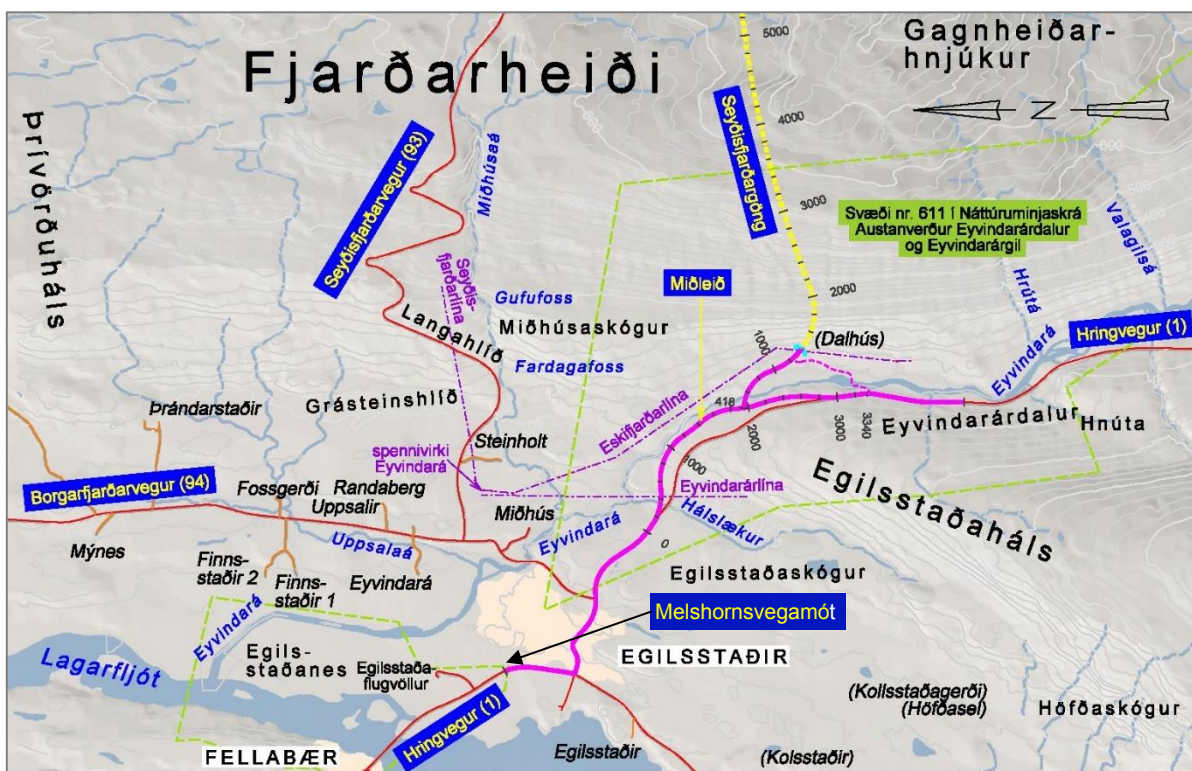 Fjarðarheiði
Gagnheiðar-
hnjúkur
N
5000
4000
3000
2000
1000
Seyðisfjarðargöng
Þrívörðuháls
Seyðisfjarðarvegur (93)
Miðhúsaá
Svæði nr. 611 í Náttúruminjaskrá
Austanverður Eyvindarárdalur
og Eyvindarárgil
Valagilsá
Hrútá
Seyðis-
fjarðarlína
Gufufoss
Miðhúsaskógur
Miðleið
Langahlíð
Fardagafoss
(Dalhús)
Hringvegur (1)
Eyvindará
Þrándarstaðir
Grásteinshlíð
Eskifjarðarlína
418
2000
3000
3340
Eyvindarárdalur
Hnúta
Steinholt
spennivirki
Eyvindará
1000
Egilsstaðaháls
Borgarfjarðarvegur (94)
Fossgerði
Randaberg
Uppsalir
Eyvindarárlína
Miðhús
Mýnes
Uppsalaá
Eyvindará
Hálslækur
0
Finns-
staðir 2
Finns-
staðir 1
Eyvindará
Egilsstaðaskógur
Melshornsvegamót
Eyvindará
Lagarfljót
Egils-
staðanes
Egilsstaða-
flugvöllur
EGILSSTAÐIR
(Kollsstaðagerði)
(Höfðasel)
Höfðaskógur
Hringvegur (1)
FELLABÆR
Egilsstaðir
(Kolsstaðir)